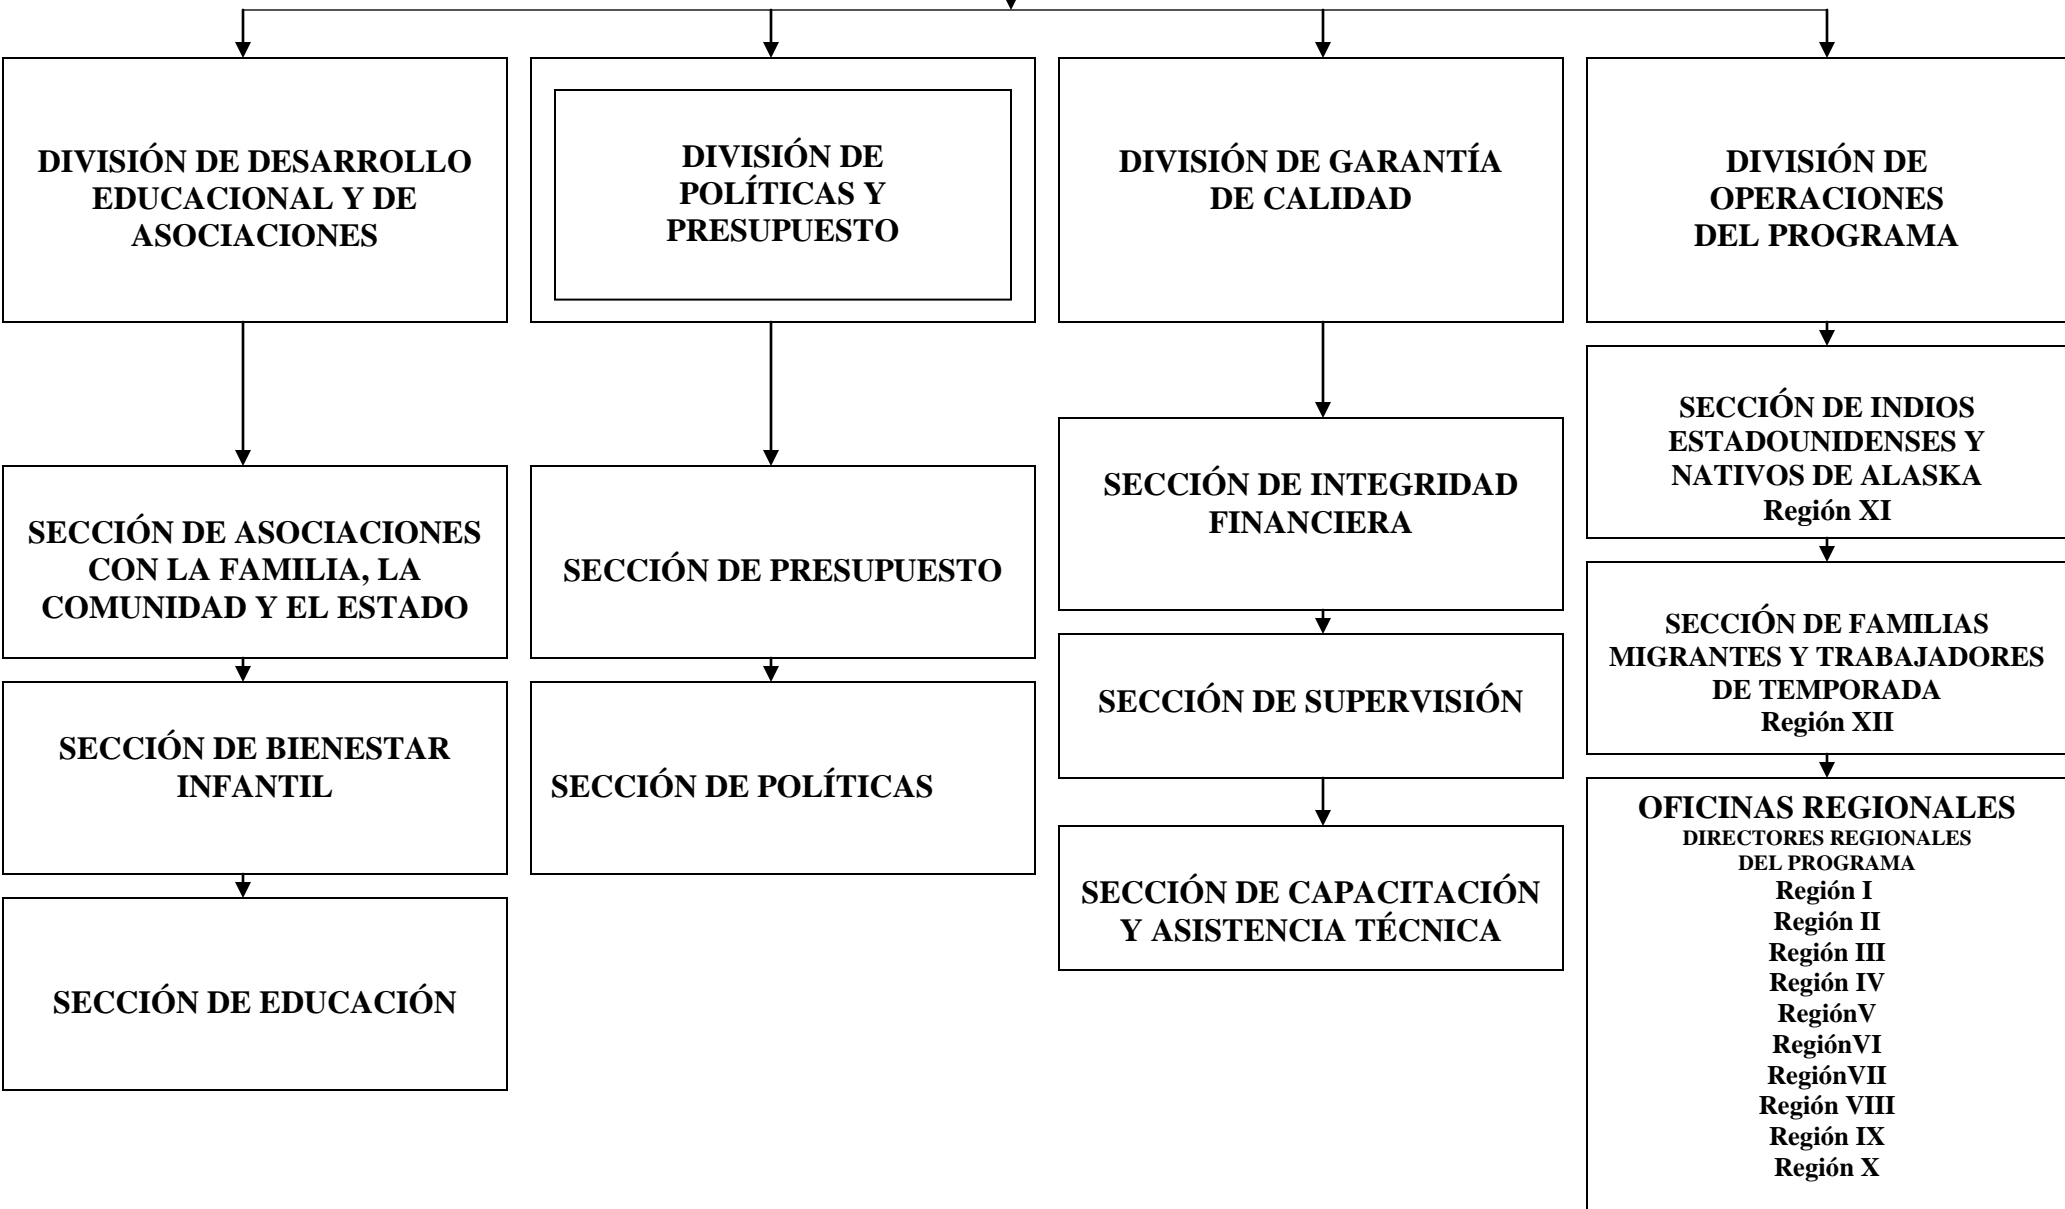 DIVISIÓN DE DESARROLLO
EDUCACIONAL Y DE
ASOCIACIONES
SECCIÓN DE ASOCIACIONES
CON LA FAMILIA, LA
COMUNIDAD Y EL ESTADO
SECCIÓN DE BIENESTAR
INFANTIL
SECCIÓN DE EDUCACIÓN
DIVISIÓN DE
POLÍTICAS Y
PRESUPUESTO
SECCIÓN DE PRESUPUESTO
SECCIÓN DE POLÍTICAS
DIVISIÓN DE GARANTÍA
DE CALIDAD
SECCIÓN DE INTEGRIDAD
FINANCIERA
SECCIÓN DE SUPERVISIÓN
SECCIÓN DE CAPACITACIÓN
Y ASISTENCIA TÉCNICA
DIVISIÓN DE
OPERACIONES
DEL PROGRAMA
SECCIÓN DE INDIOS
ESTADOUNIDENSES Y
NATIVOS DE ALASKA
Región XI
SECCIÓN DE FAMILIAS
MIGRANTES Y TRABAJADORES
DE TEMPORADA
Región XII
OFICINAS REGIONALES
DIRECTORES REGIONALES
DEL PROGRAMA
Región I
Región II
Región III
Región IV
RegiónV
RegiónVI
RegiónVII
Región VIII
Región IX
Región X